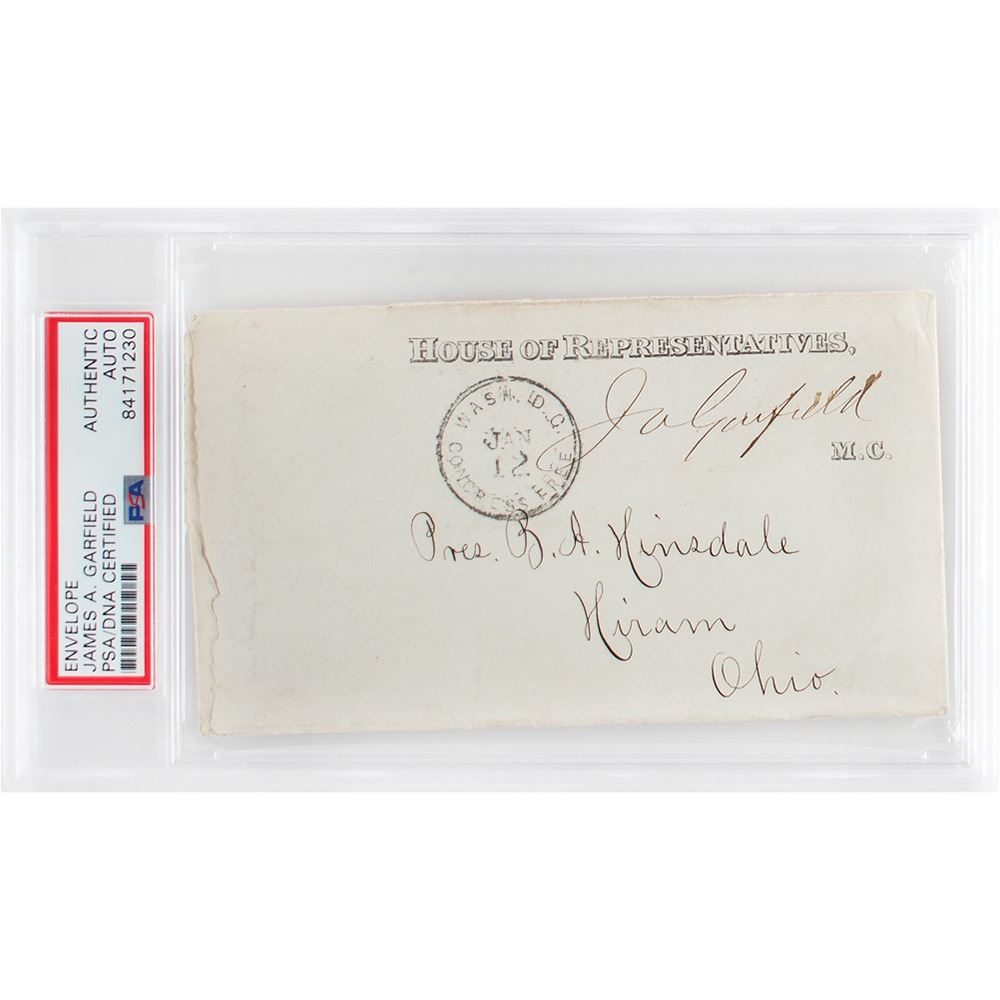 ENVELOPE
JAMES A. GARFIELD
PSA/DNA CERTIFIED
AUTHENTIC
AUTO
84171230
PSA
HOUSE OF REPRESENTATIVES,
WASH. D.C.
JAN.
12
CONGRESS FREE
J A Garfield
M.C.
Pres. B. A. Hinsdale
Hiram
Ohio.